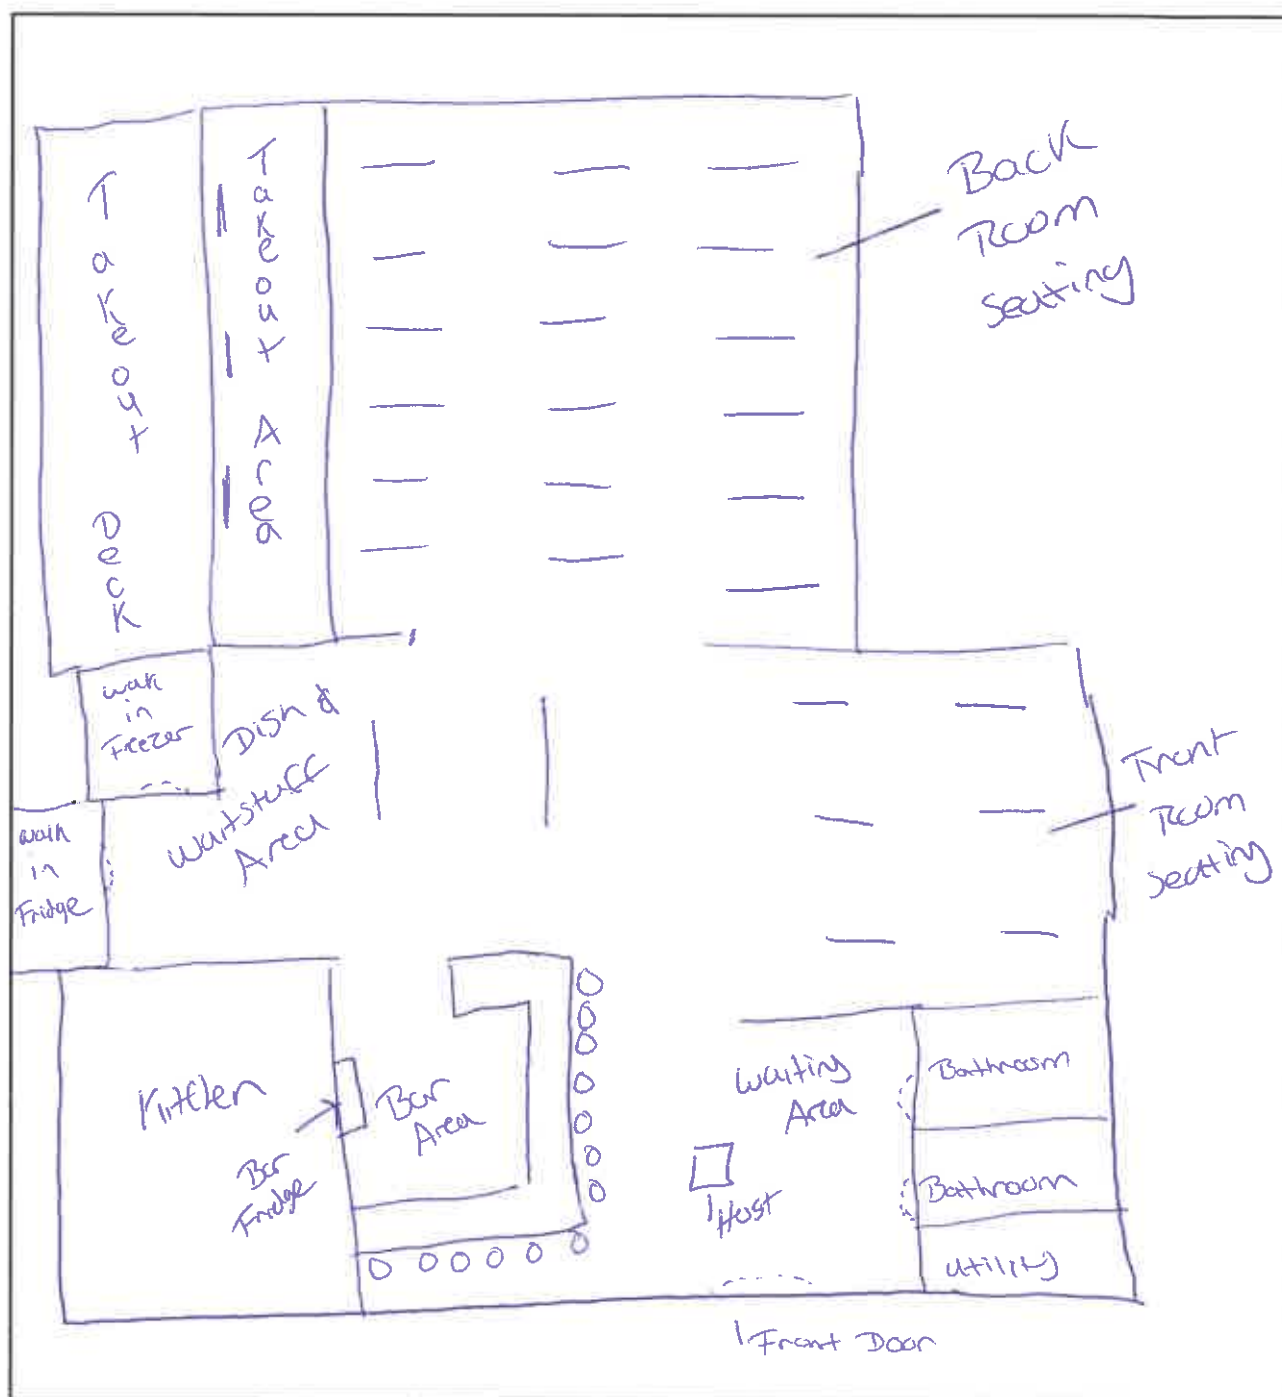 Takeout Deck
Takeout Area
Back
Room
Seating
walk
in
Freezer
Dish &
Waitstaff
Area
walk
in
Fridge
Front
Room
Seating
Kitchen
Bar
Fridge
Bar
Area
Waiting
Area
Host
Bathroom
Bathroom
utility
Front Door